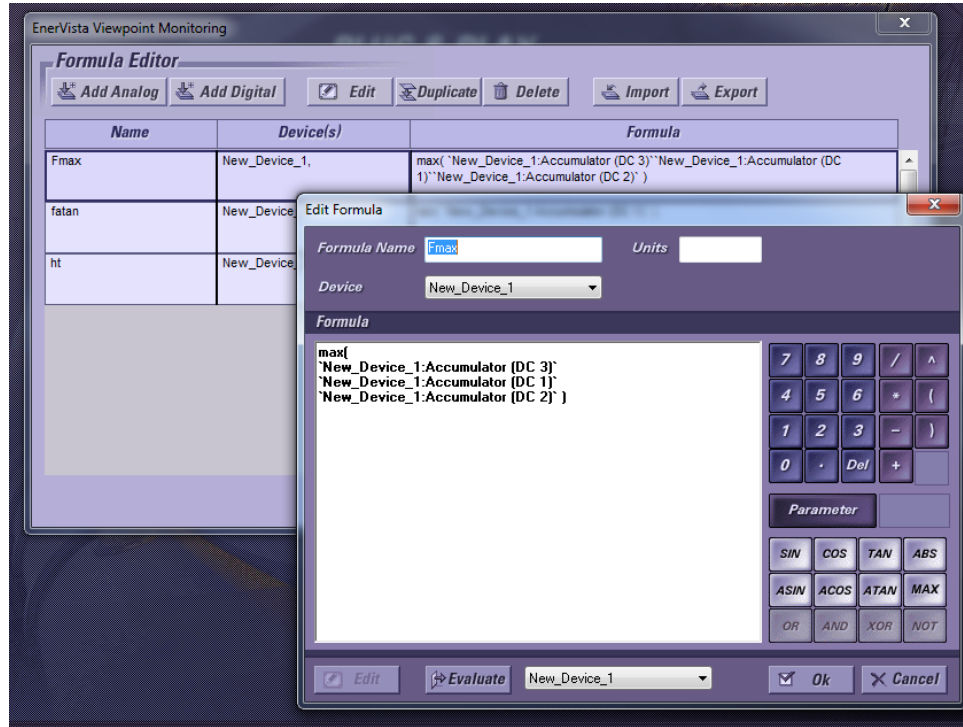 EnerVista Viewpoint Monitoring
Formula Editor
Add Analog Add Digital Edit Duplicate Delete Import Export
Name Device(s) Formula
Fmax New_Device_1, max( `New_Device_1:Accumulator (DC 3)``New_Device_1:Accumulator (DC
1)``New_Device_1:Accumulator (DC 2)` )
fatan New_Device_
ht New_Device_
Edit Formula
Formula Name Fmax Units
Device New_Device_1
Formula
max(
`New_Device_1:Accumulator (DC 3)`
`New_Device_1:Accumulator (DC 1)`
`New_Device_1:Accumulator (DC 2)` )
7 8 9 / ^
4 5 6 * (
1 2 3 - )
0 . Del +
Parameter
SIN COS TAN ABS
ASIN ACOS ATAN MAX
OR AND XOR NOT
Edit Evaluate New_Device_1 Ok Cancel